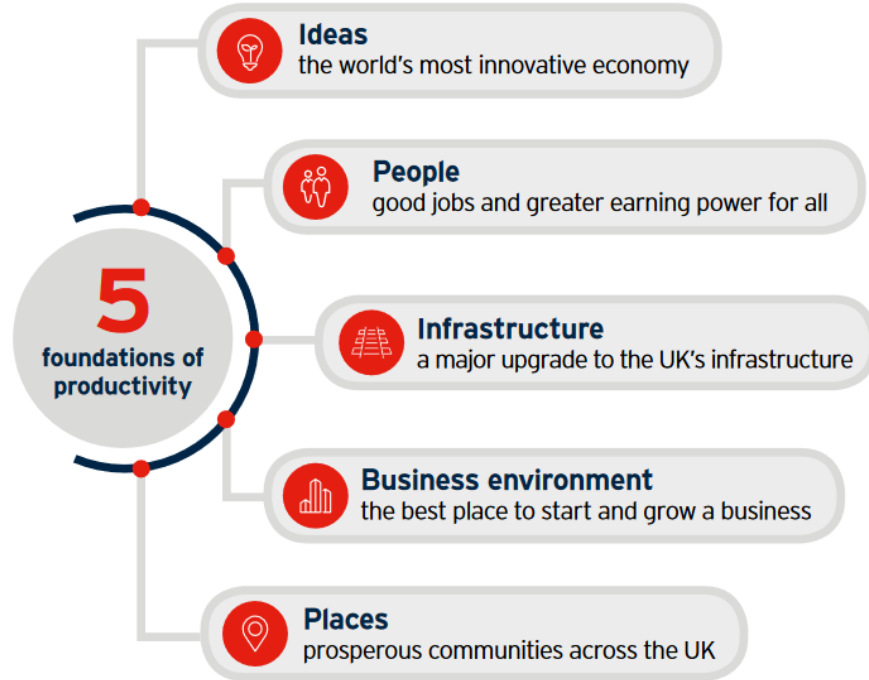 Ideas
the world's most innovative economy
People
good jobs and greater earning power for all
5
foundations of
productivity
Infrastructure
a major upgrade to the UK's infrastructure
Business environment
the best place to start and grow a business
Places
prosperous communities across the UK